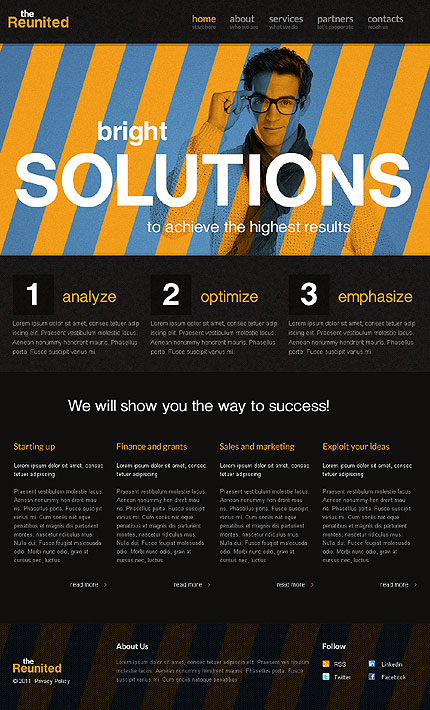 the
Reunited
home about services partners contacts
start here who we are what we do let's cooperate reach us
bright
SOLUTIONS
to achieve the highest results
1 analyze
Lorem ipsum dolor sit amet, consec tetuer adip
iscing elit. Praesent vestibulum molestie lacus.
Aenean nonummy hendrerit mauris. Phasellus
porta. Fusce suscipit varius mi.
2 optimize
Lorem ipsum dolor sit amet, consec tetuer adip
iscing elit. Praesent vestibulum molestie lacus.
Aenean nonummy hendrerit mauris. Phasellus
porta. Fusce suscipit varius mi.
3 emphasize
Lorem ipsum dolor sit amet, consec tetuer adip
iscing elit. Praesent vestibulum molestie lacus.
Aenean nonummy hendrerit mauris. Phasellus
porta. Fusce suscipit varius mi.
We will show you the way to success!
Starting up
Lorem ipsum dolor sit amet, consec
tetuer adipiscing
Praesent vestibulum molestie lacus.
Aenean nonummy hen drerit mau
ris. Phasellus porta. Fusce suscipit
varius mi. Cum sociis nat oque
penatibus et magnis dis parturient
montes, nascetur ridiculus mus.
Nulla dui. Fusce feugiat malesuada
odio. Morbi nunc odio, grav at
cursus nec, luctus
read more
Finance and grants
Lorem ipsum dolor sit amet, consec
tetuer adipiscing
Praesent vestibulum molestie lacus.
Aenean nonummy hen drerit mau
ris. Phasellus porta. Fusce suscipit
varius mi. Cum sociis nat oque
penatibus et magnis dis parturient
montes, nascetur ridiculus mus.
Nulla dui. Fusce feugiat malesuada
odio. Morbi nunc odio, grav at
cursus nec, luctus
read more
Sales and marketing
Lorem ipsum dolor sit amet, consec
tetuer adipiscing
Praesent vestibulum molestie lacus.
Aenean nonummy hen drerit mau
ris. Phasellus porta. Fusce suscipit
varius mi. Cum sociis nat oque
penatibus et magnis dis parturient
montes, nascetur ridiculus mus.
Nulla dui. Fusce feugiat malesuada
odio. Morbi nunc odio, grav at
cursus nec, luctus
read more
Exploit your ideas
Lorem ipsum dolor sit amet, consec
tetuer adipiscing
Praesent vestibulum molestie lacus.
Aenean nonummy hen drerit mau
ris. Phasellus porta. Fusce suscipit
varius mi. Cum sociis nat oque
penatibus et magnis dis parturient
montes, nascetur ridiculus mus.
Nulla dui. Fusce feugiat malesuada
odio. Morbi nunc odio, grav at
cursus nec, luctus
read more
the
Reunited
© 2011 Privacy Policy
About Us
Lorem ipsum dolor sit amet, consec tetuer
adipiscing elit. Praesent vestibulum molestie lacus. Aenean
nonummy hendrerit mauris. Phasellus porta. Fusce suscipit varius
mi. Cum sociis natoque penatibus
Follow
RSS
Linkedin
Twitter
Facebook